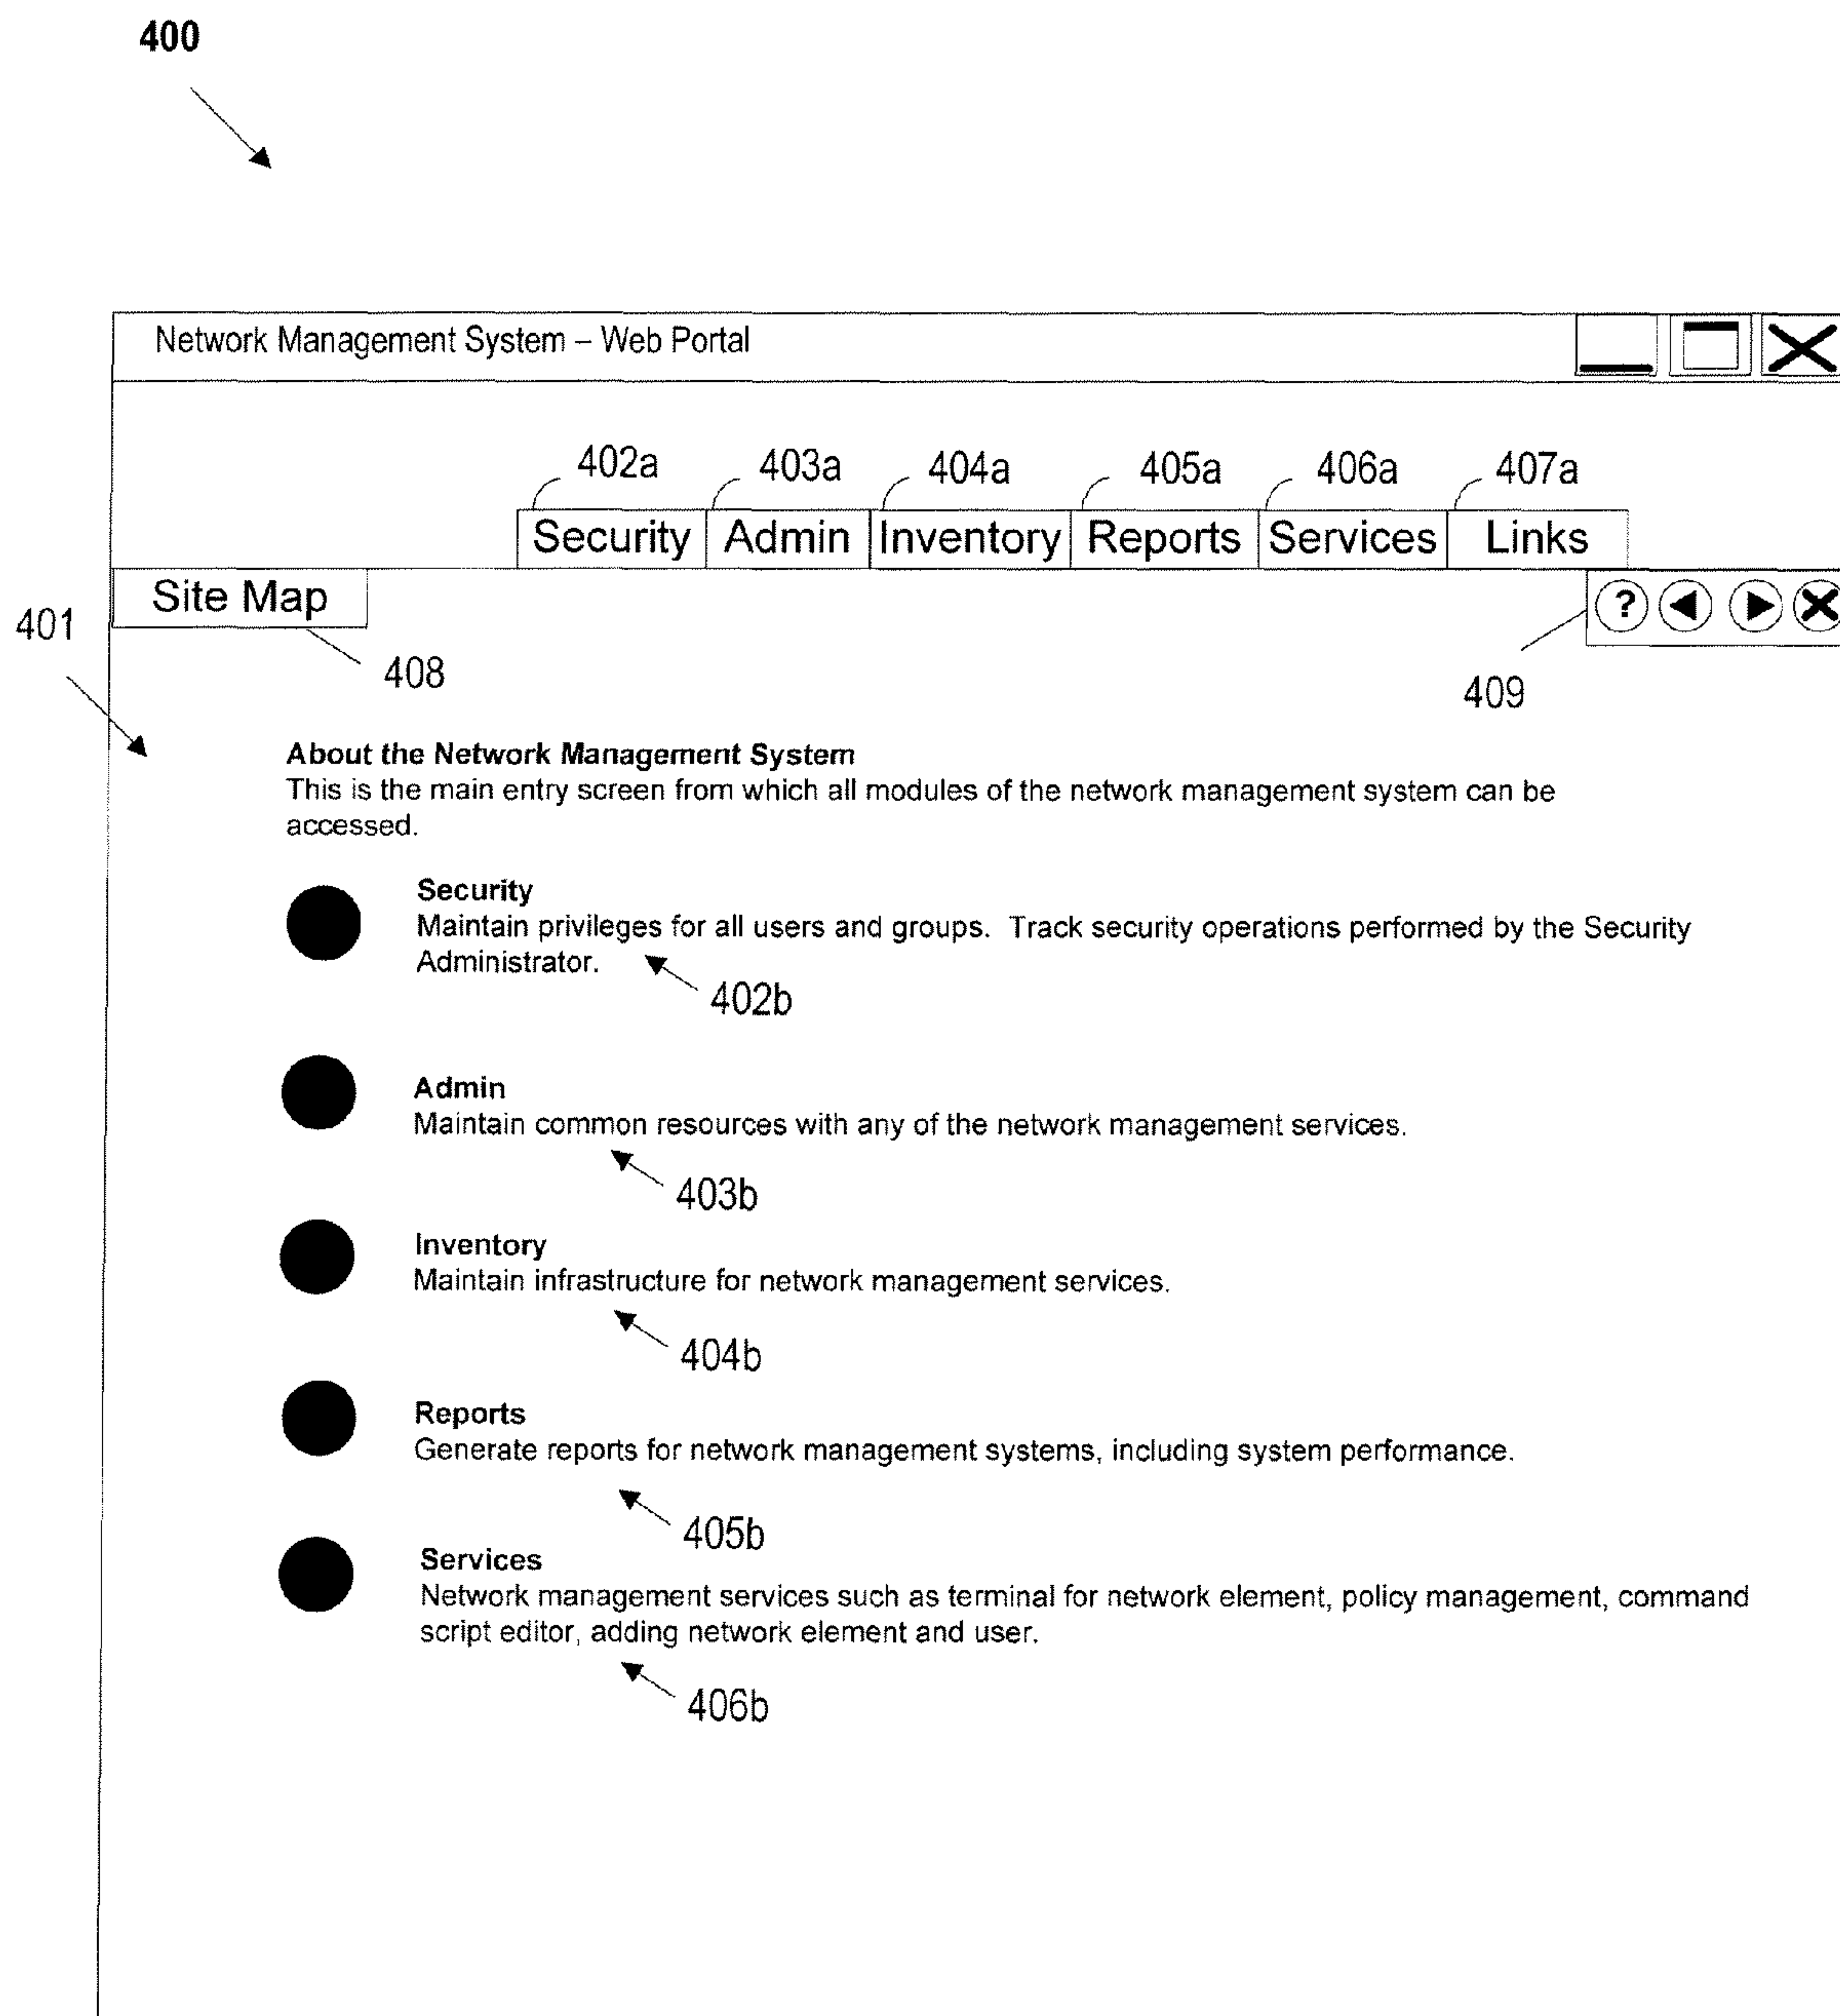 400
Network Management System – Web Portal
402a 403a 404a 405a 406a 407a
Security Admin Inventory Reports Services Links
Site Map ?
401
408
409
About the Network Management System
This is the main entry screen from which all modules of the network management system can be
accessed.
Security
Maintain privileges for all users and groups. Track security operations performed by the Security
Administrator.
402b
Admin
Maintain common resources with any of the network management services.
403b
Inventory
Maintain infrastructure for network management services.
404b
Reports
Generate reports for network management systems, including system performance.
405b
Services
Network management services such as terminal for network element, policy management, command
script editor, adding network element and user.
406b